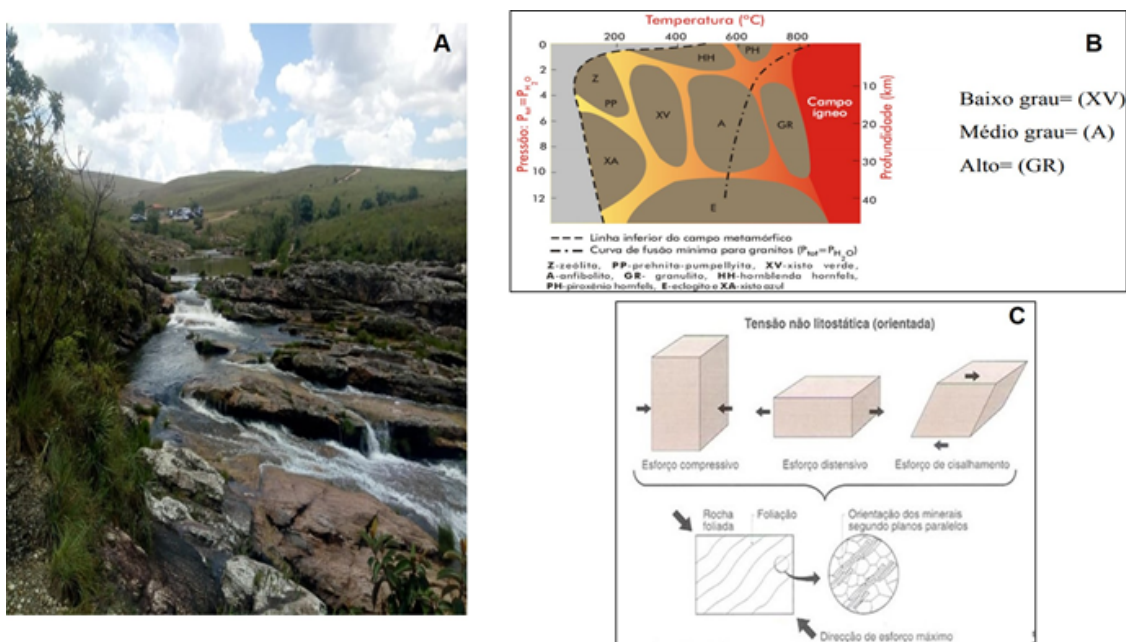 A
Temperatura (ºC)
200 400 600 800
B
Pressão: Ptot=PH2O
0
2
4
6
8
10
12
Z
PP
XA
XV
HH
PH
A
GR
E
Campo
ígneo
10
20
30
40
Profundidade (km)
Linha inferior do campo metamórfico
Curva de fusão mínima para granitos (Ptot=PH2O)
Z-zeólito, PP-prehnita-pumpellyita, XV-xisto verde,
A-anfibolito, GR- granulito, HH-hornblenda hornfels,
PH-piroxênio hornfels, E-eclogito e XA-xisto azul
Baixo grau= (XV)
Médio grau= (A)
Alto= (GR)
Tensão não litostática (orientada)
C
Esforço compressivo Esforço distensivo Esforço de cisalhamento
Rocha
foliada
Foliação
Orientação dos minerais
segundo planos paralelos
Direcção de esforço máximo